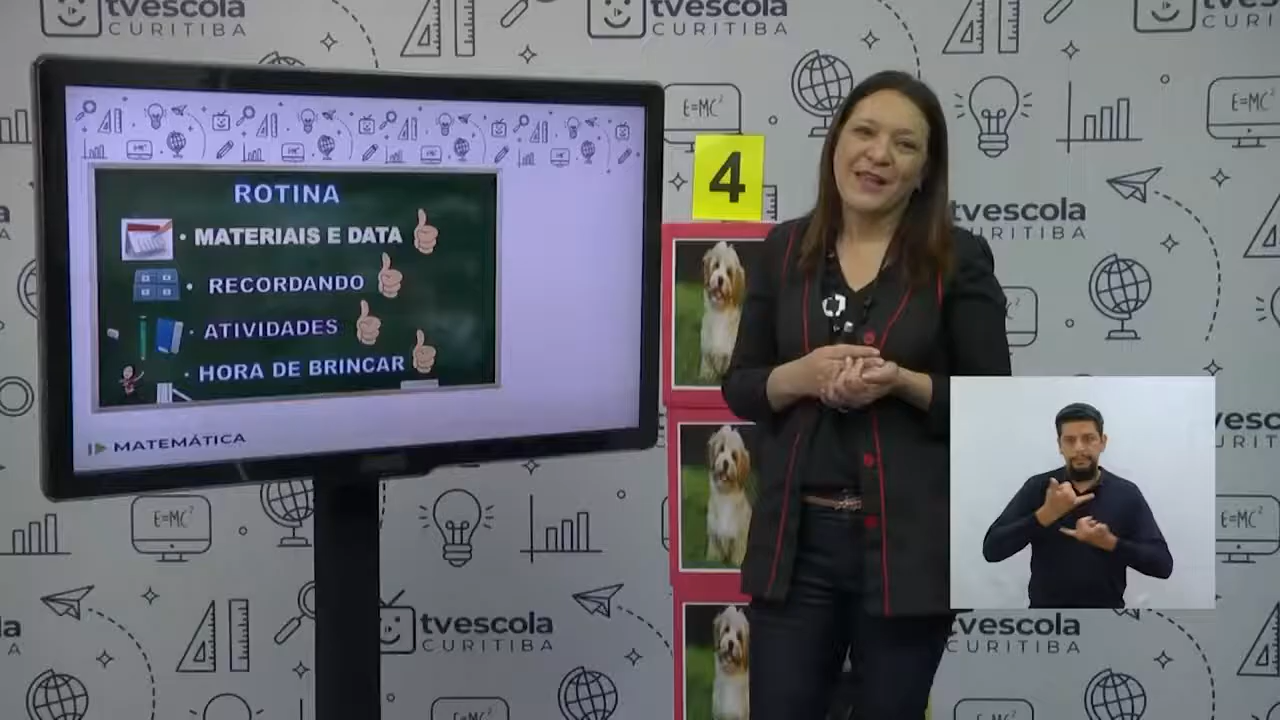 tvescola
CURITIBA
tvescola
CURITIBA
CURITIBA
E=MC²
E=MC²
4
ROTINA
• MATERIAIS E DATA
• RECORDANDO
• ATIVIDADES
• HORA DE BRINCAR
MATEMÁTICA
tvescola
CURITIBA
E=MC²
E=MC²
tvescola
CURITIBA
tvescola
CURITIBA